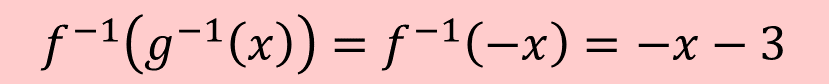 f⁻¹(g⁻¹(x)) = f⁻¹(−x) = −x − 3